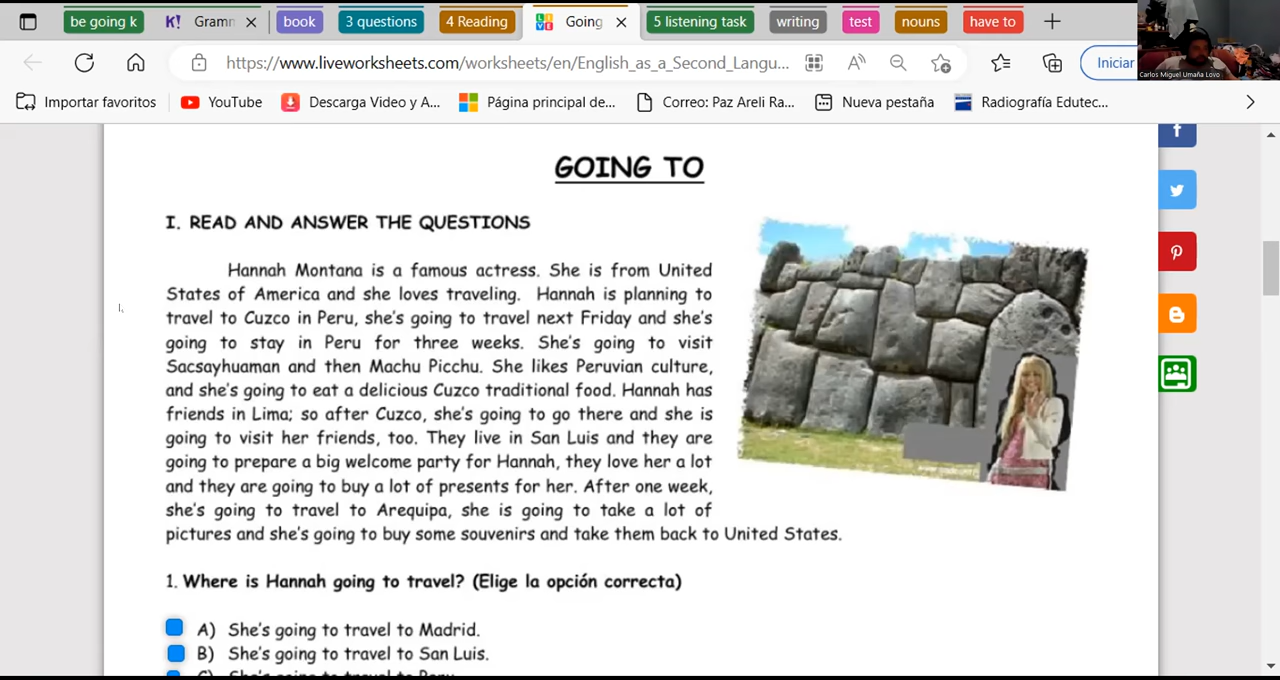 be going k
Gramm
book
3 questions
4 Reading
Going
5 listening task
writing
test
nouns
have to
https://www.liveworksheets.com/worksheets/en/English_as_a_Second_Langu...
Iniciar
Carlos Miguel Umaña Lovo
Importar favoritos
YouTube
Descarga Video y A...
Página principal de...
Correo: Paz Areli Ra...
Nueva pestaña
Radiografía Edutec...
GOING TO
I. READ AND ANSWER THE QUESTIONS
Hannah Montana is a famous actress. She is from United
States of America and she loves traveling. Hannah is planning to
travel to Cuzco in Peru, she's going to travel next Friday and she's
going to stay in Peru for three weeks. She's going to visit
Sacsayhuaman and then Machu Picchu. She likes Peruvian culture,
and she's going to eat a delicious Cuzco traditional food. Hannah has
friends in Lima; so after Cuzco, she's going to go there and she is
going to visit her friends, too. They live in San Luis and they are
going to prepare a big welcome party for Hannah, they love her a lot
and they are going to buy a lot of presents for her. After one week,
she's going to travel to Arequipa, she is going to take a lot of
pictures and she's going to buy some souvenirs and take them back to United States.
1. Where is Hannah going to travel? (Elige la opción correcta)
A) She's going to travel to Madrid.
B) She's going to travel to San Luis.
C) She's going to travel to Peru.